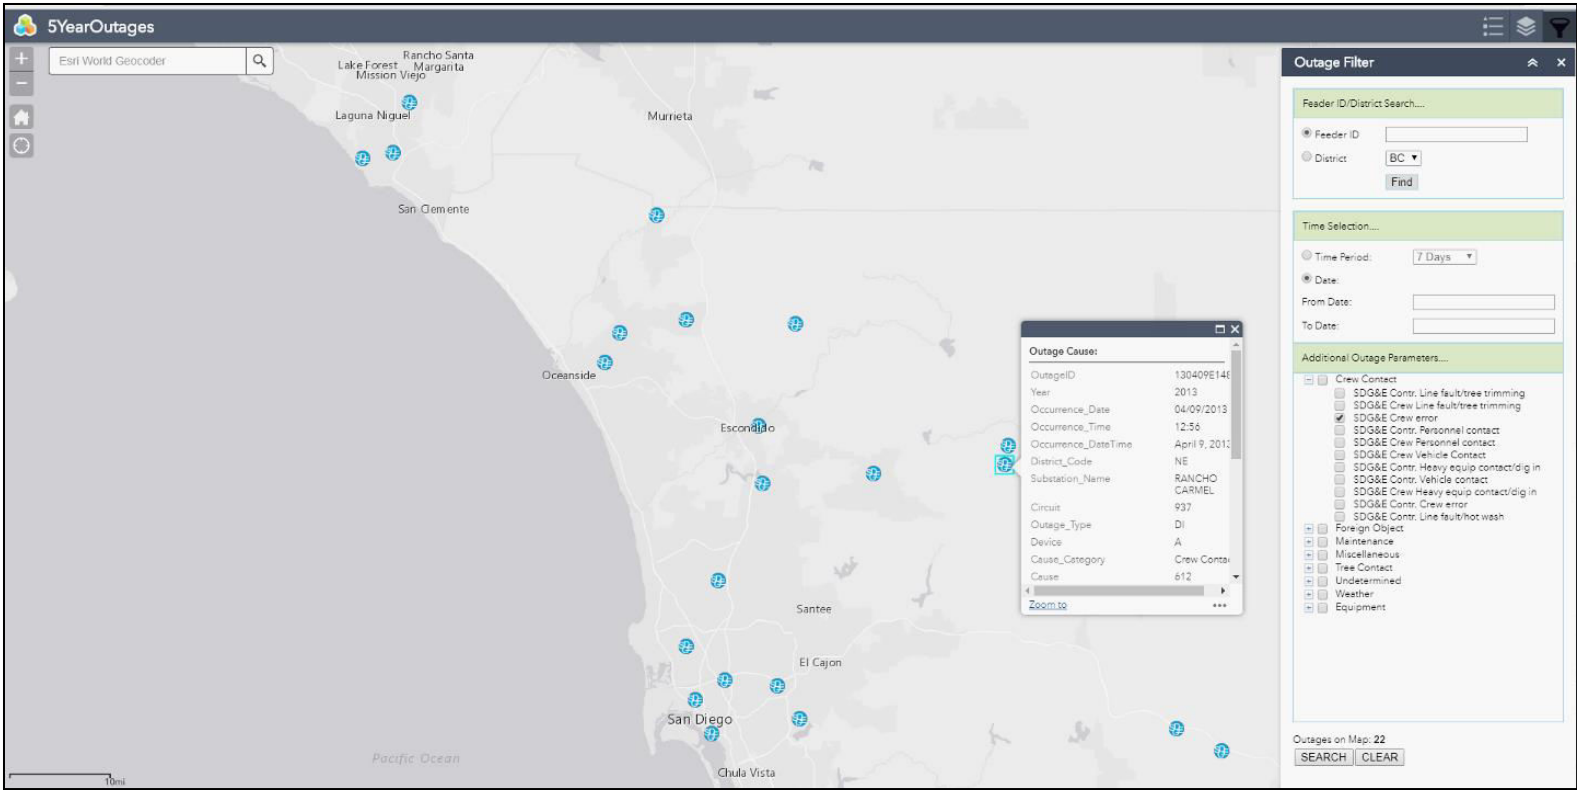 5YearOutages
Esri World Geocoder
Rancho Santa
Margarita
Lake Forest
Mission Viejo
Laguna Niguel
Murrieta
San Clemente
Oceanside
Escondido
Santee
El Cajon
San Diego
Chula Vista
Pacific Ocean
10mi
Outage Cause:
OutageID 130409E148
Year 2013
Occurrence_Date 04/09/2013
Occurrence_Time 12:56
Occurrence_DateTime April 9, 2013
District_Code NE
Substation_Name RANCHO
CARMEL
Circuit 937
Outage_Type DI
Device A
Cause_Category Crew Conta
Cause 612
Zoom to
Outage Filter
Feader ID/District Search....
Feeder ID
District BC
Find
Time Selection....
Time Period: 7 Days
Date:
From Date:
To Date:
Additional Outage Parameters....
Crew Contact
SDG&E Contr. Line fault/tree trimming
SDG&E Crew Line fault/tree trimming
SDG&E Crew error
SDG&E Contr. Personnel contact
SDG&E Crew Personnel contact
SDG&E Crew Vehicle Contact
SDG&E Contr. Heavy equip contact/dig in
SDG&E Contr. Vehicle contact
SDG&E Crew Heavy equip contact/dig in
SDG&E Contr. Crew error
SDG&E Contr. Line fault/hot wash
Foreign Object
Maintenance
Miscellaneous
Tree Contact
Undetermined
Weather
Equipment
Outages on Map: 22
SEARCH CLEAR